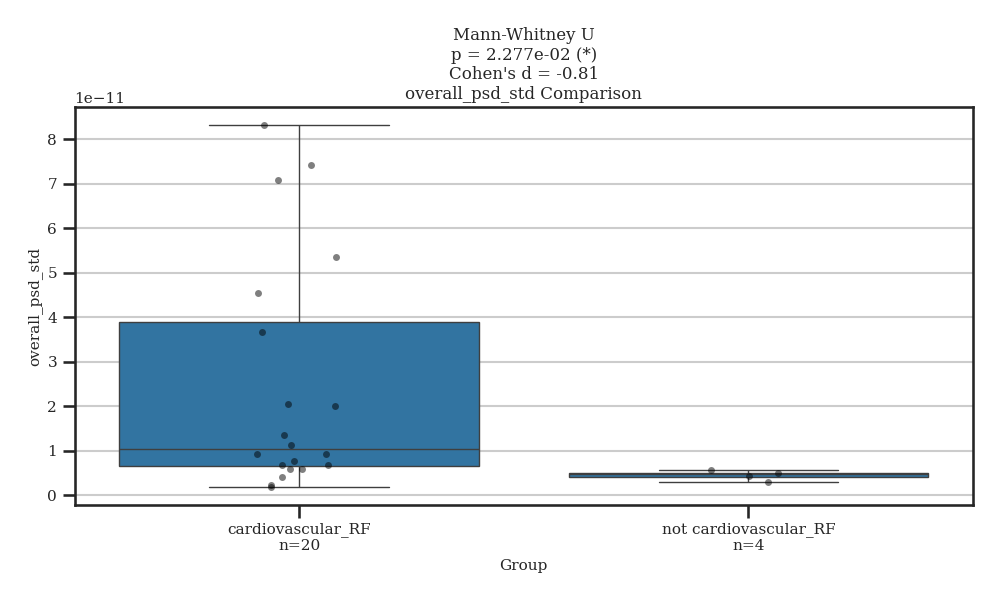 Mann-Whitney U
p = 2.277e-02 (*)
Cohen's d = -0.81
overall_psd_std Comparison
1e−11
8
7
6
5
4
3
2
1
0
overall_psd_std
cardiovascular_RF
n=20
not cardiovascular_RF
n=4
Group